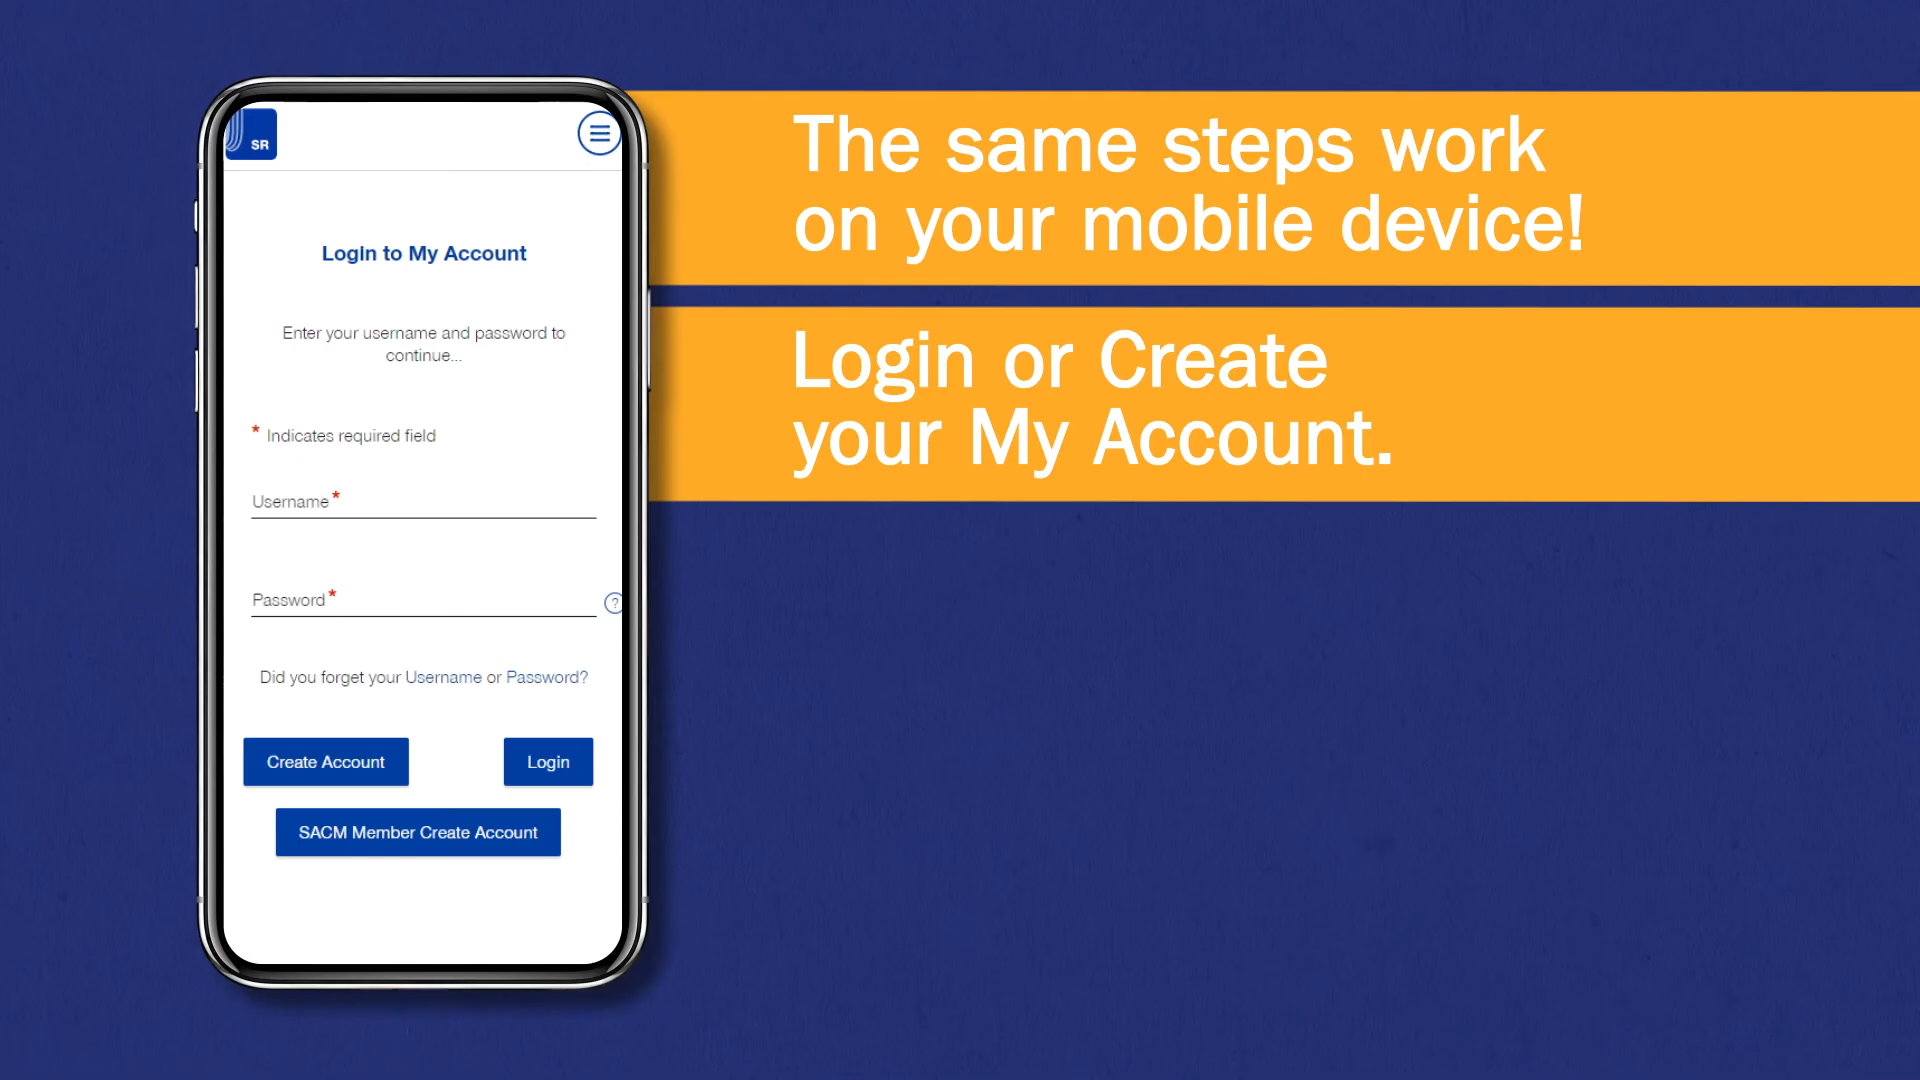 SR
Login to My Account
Enter your username and password to
continue...
* Indicates required field
Username *
Password *
?
Did you forget your Username or Password?
Create Account
Login
SACM Member Create Account
The same steps work
on your mobile device!
Login or Create
your My Account.